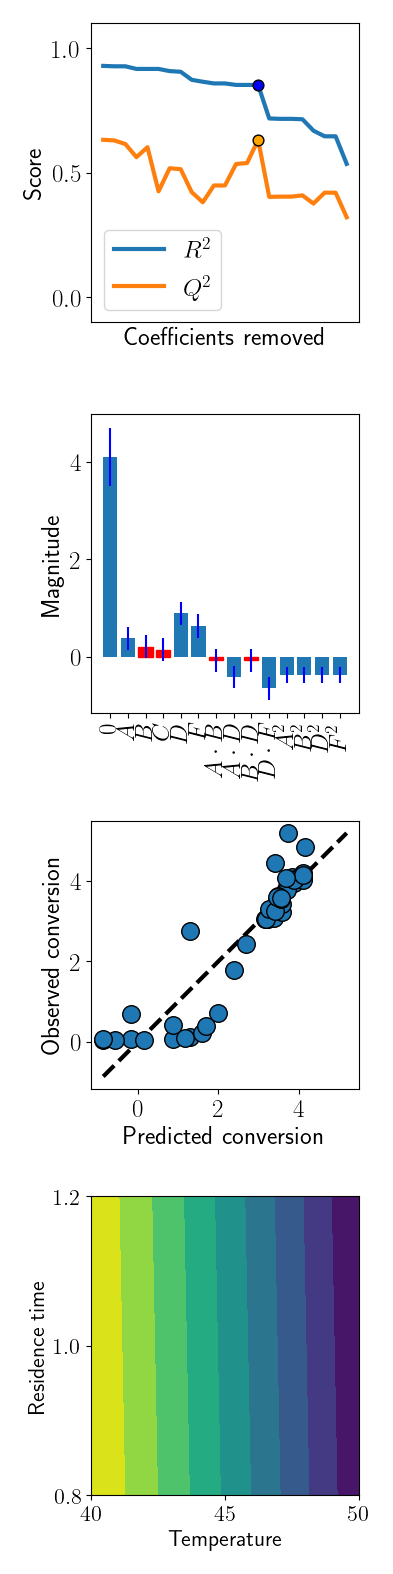 1.0
0.5
0.0
Score
R²
Q²
Coefficients removed
4
2
0
Magnitude
0
A
B
C
D
F
A : B
A : D
B : D
D : F
A²
B²
D²
F²
4
2
0
Observed conversion
0
2
4
Predicted conversion
1.2
1.0
0.8
Residence time
40
45
50
Temperature